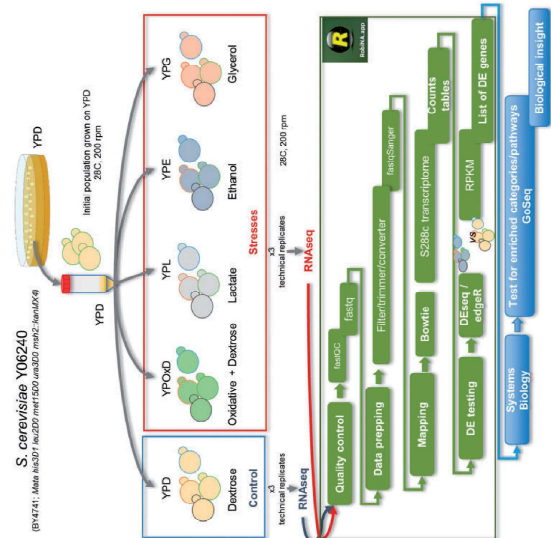 S. cerevisiae Y06240
(BY4741; Mata his3D1 leu2D0 met15D0 ura3D0 msh2::kanMX4)
YPD
Initial population grown on YPD
28C, 200 rpm
YPD
YPD
Dextrose
Control
YPOxD
Oxidative + Dextrose
YPL
Lactate
YPE
Ethanol
YPG
Glycerol
Stresses
x3
technical replicates
RNAseq
x3
technical replicates
RNAseq
28C, 200 rpm
R
RobiNA.app
Quality control
fastQC
fastq
Data prepping
Filter/trimmer/converter
fastqSanger
Mapping
Bowtie
S288c transcriptome
Counts
tables
DE testing
DEseq /
edgeR
vs
RPKM
List of DE genes
Systems
Biology
Test for enriched categories/pathways
GoSeq
Biological insight